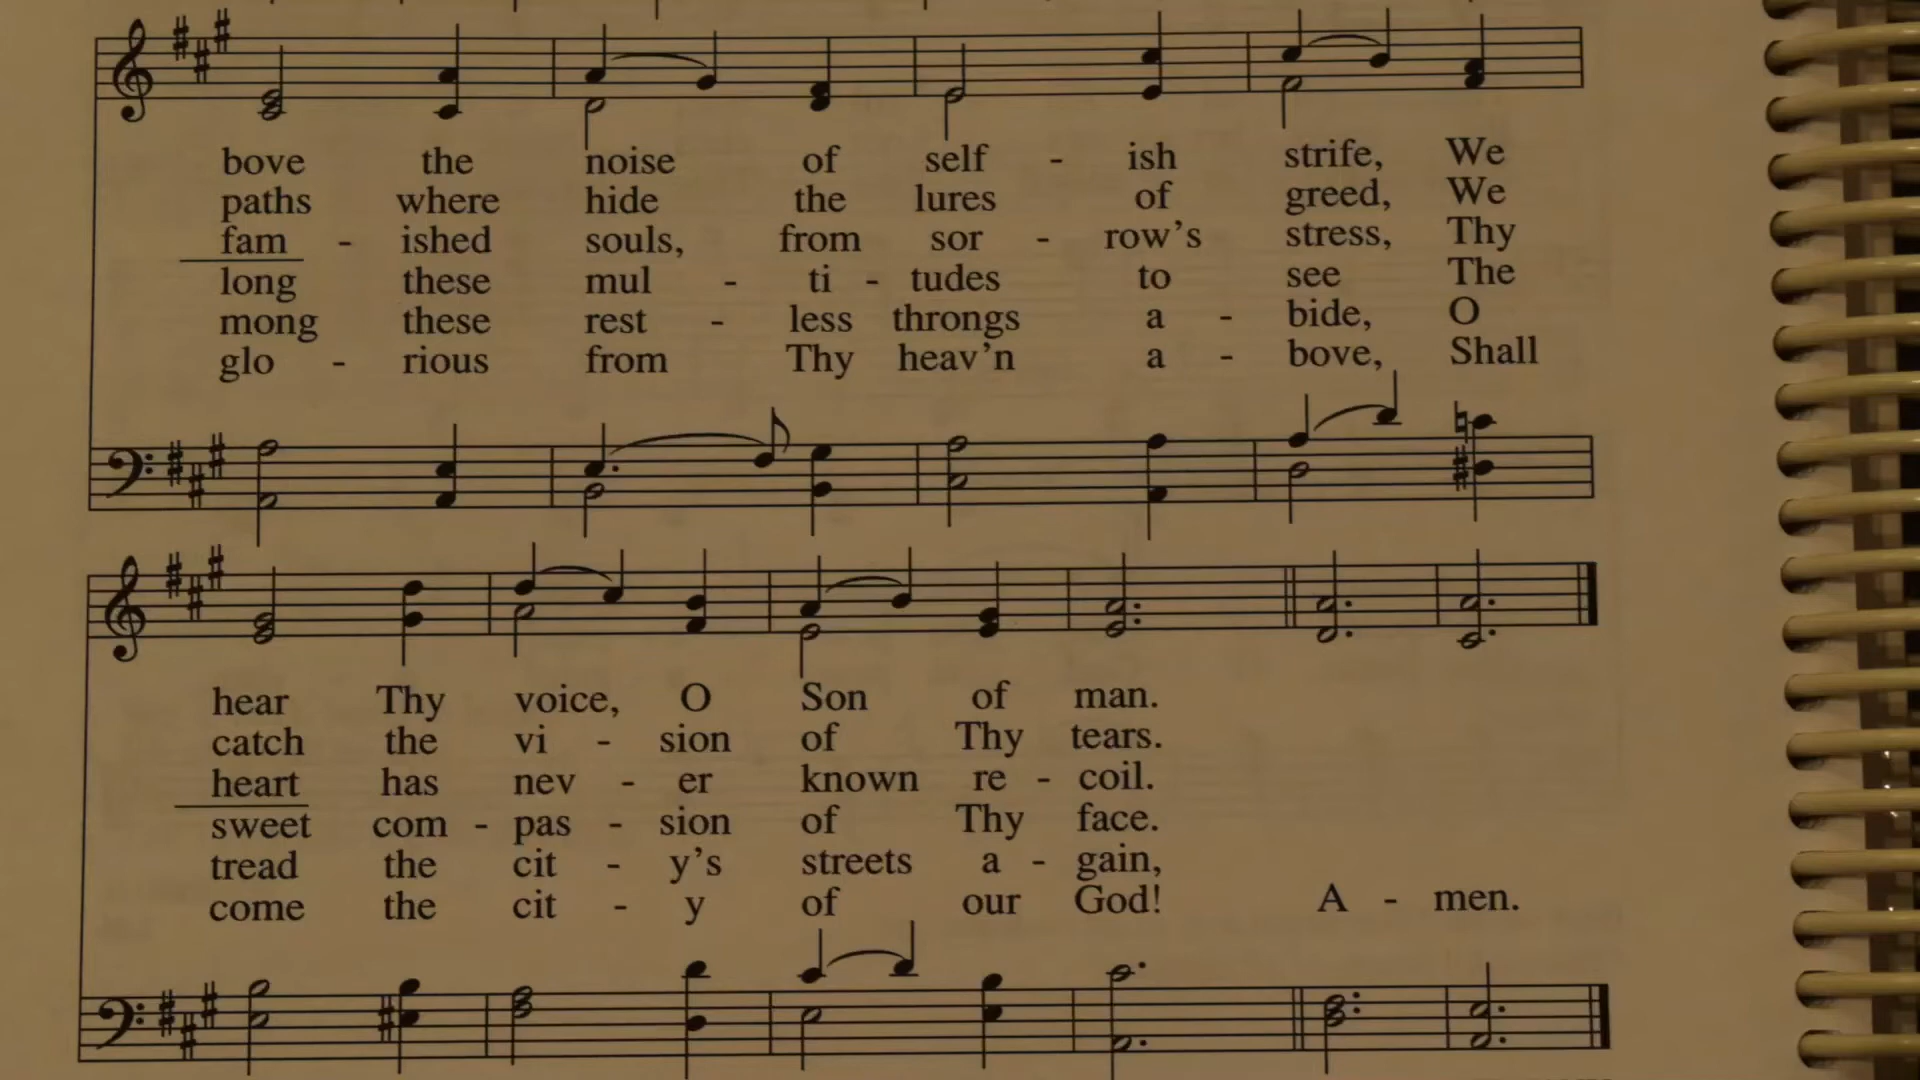 bove the noise of self - ish strife, We
paths where hide the lures of greed, We
fam - ished souls, from sor - row's stress, Thy
long these mul - ti - tudes to see The
mong these rest - less throngs a - bide, O
glo - rious from Thy heav'n a - bove, Shall
hear Thy voice, O Son of man.
catch the vi - sion of Thy tears.
heart has nev - er known re - coil.
sweet com - pas - sion of Thy face.
tread the cit - y's streets a - gain,
come the cit - y of our God! A - men.